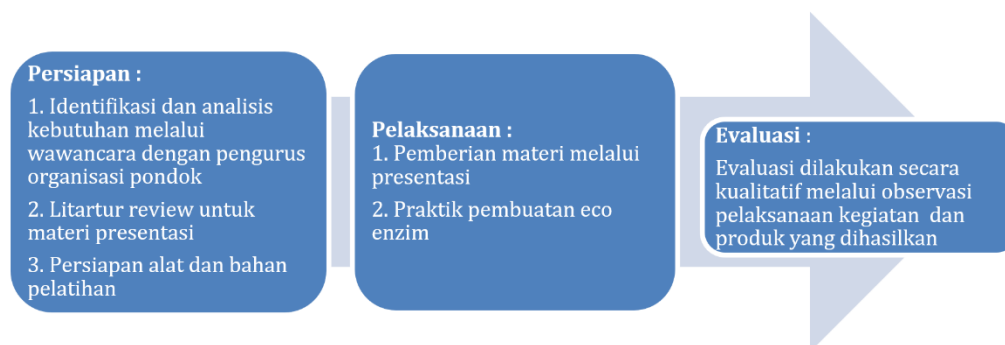 Persiapan :
1. Identifikasi dan analisis
kebutuhan melalui
wawancara dengan pengurus
organisasi pondok
2. Litartur review untuk
materi presentasi
3. Persiapan alat dan bahan
pelatihan
Pelaksanaan :
1. Pemberian materi melalui
presentasi
2. Praktik pembuatan eco
enzim
Evaluasi :
Evaluasi dilakukan secara
kualitatif melalui observasi
pelaksanaan kegiatan dan
produk yang dihasilkan